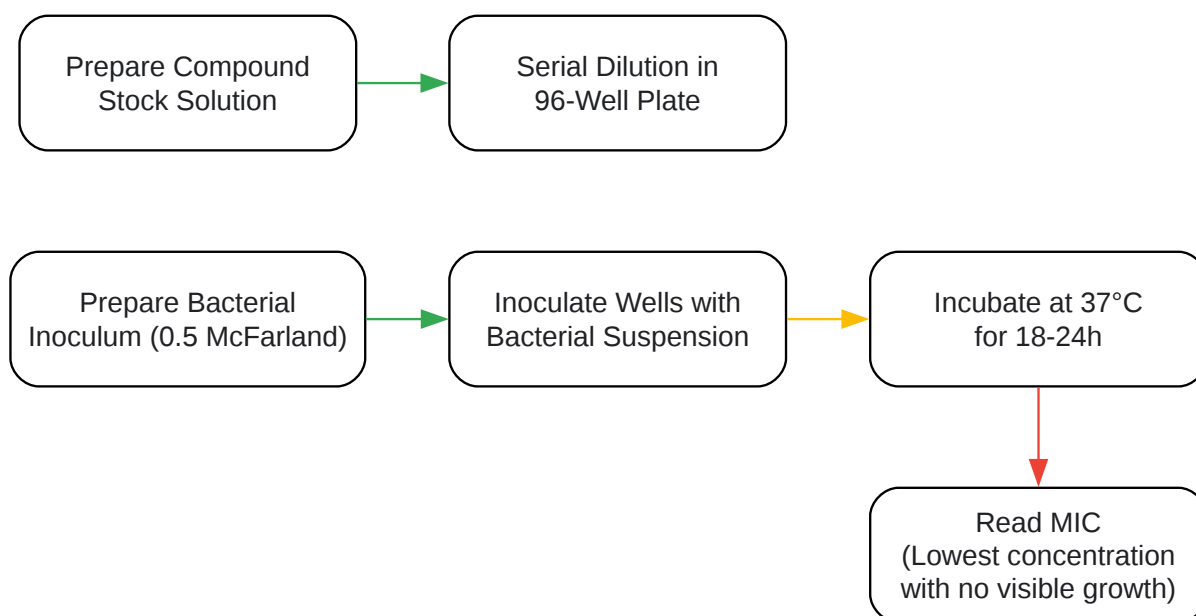 Prepare Compound
Stock Solution
Serial Dilution in
96-Well Plate
Prepare Bacterial
Inoculum (0.5 McFarland)
Inoculate Wells with
Bacterial Suspension
Incubate at 37°C
for 18-24h
Read MIC
(Lowest concentration
with no visible growth)